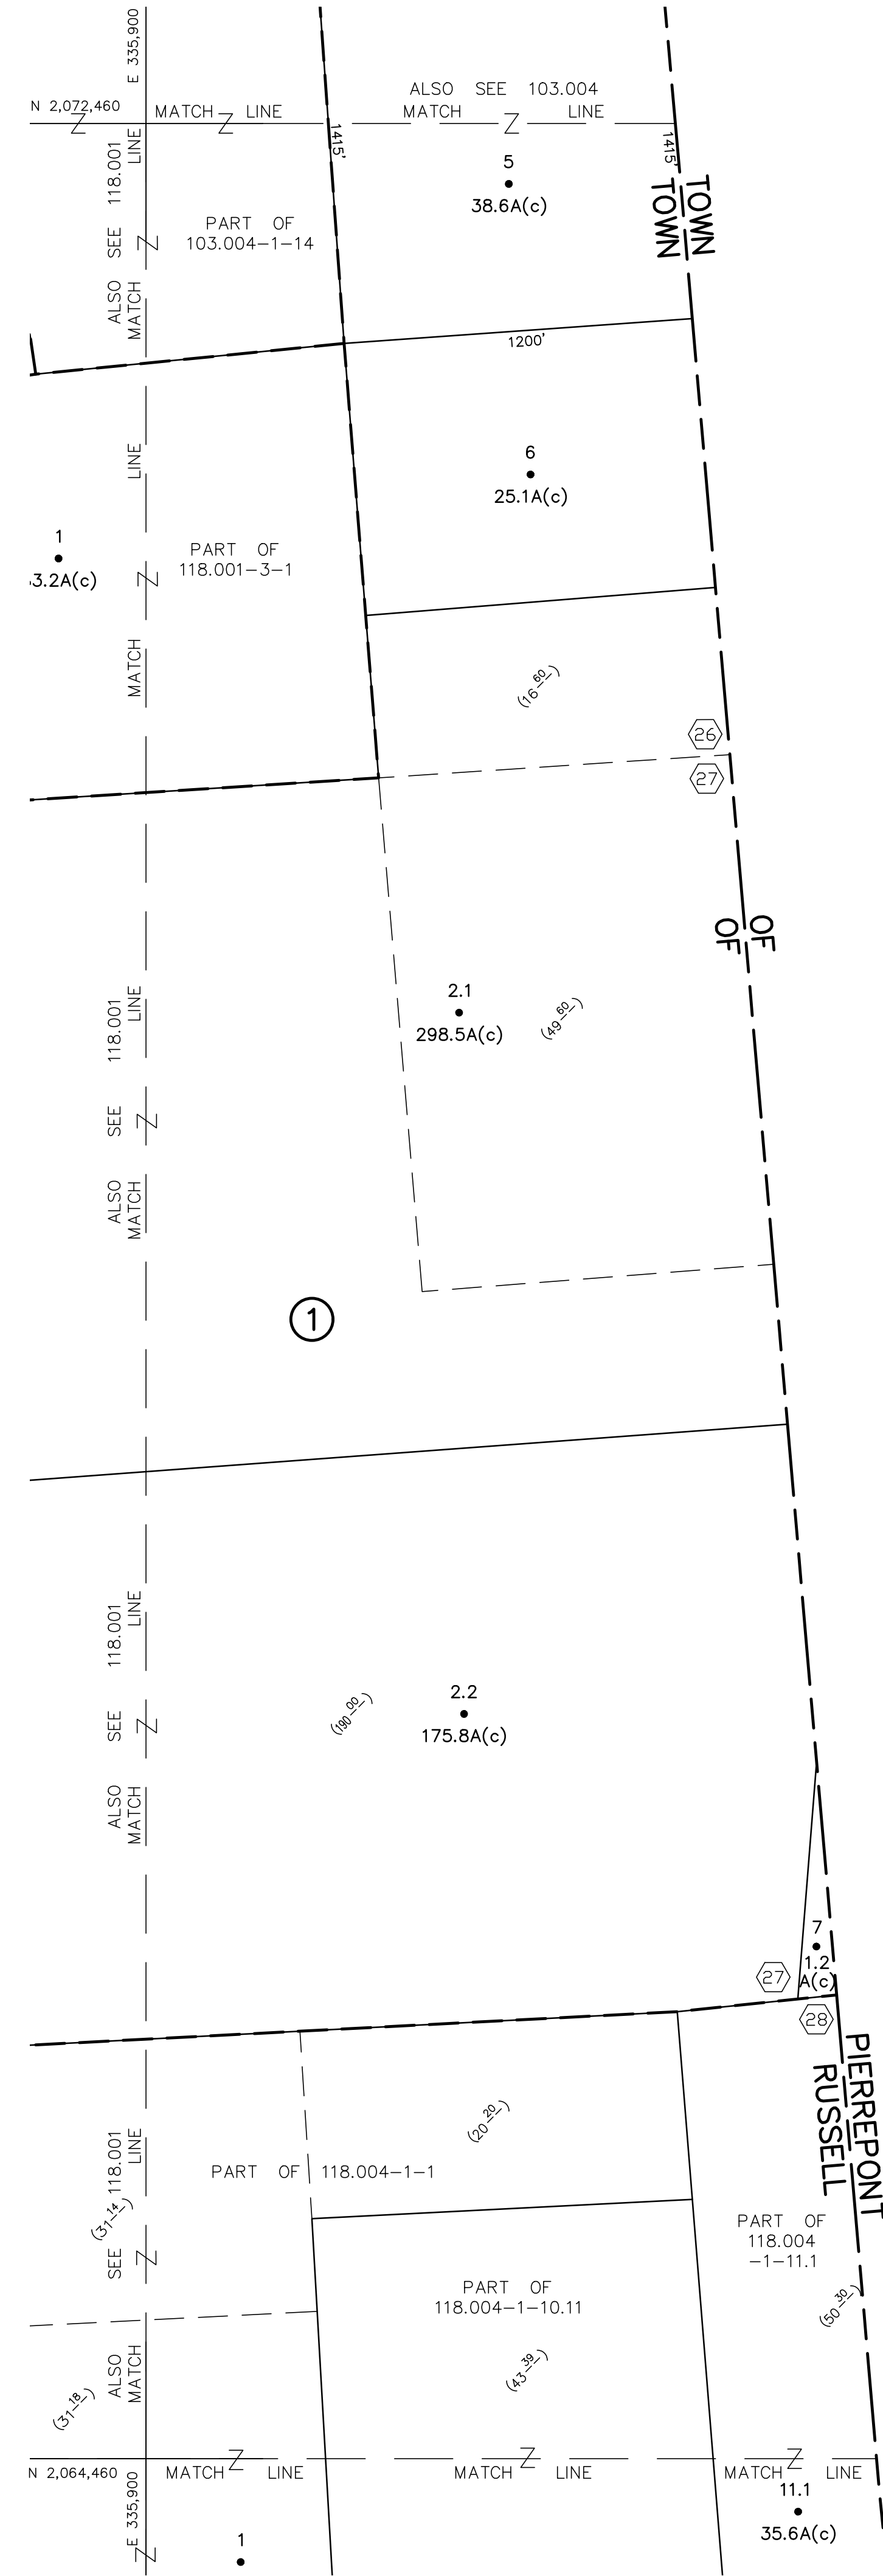 E 335,900
ALSO SEE 103.004
N 2,072,460
MATCH LINE
MATCH LINE
1415'
1415'
118.001
LINE
SEE
ALSO
MATCH
5
38.6A(c)
TOWN
TOWN
PART OF
103.004-1-14
1200'
6
25.1A(c)
LINE
MATCH
1
3.2A(c)
PART OF
118.001-3-1
(16 60)
26
27
OF
OF
2.1
298.5A(c)
(49 60)
118.001
LINE
SEE
ALSO
MATCH
1
118.001
LINE
SEE
ALSO
MATCH
2.2
175.8A(c)
(190 00)
7
1.2
A(c)
27
28
PIERREPONT
RUSSELL
118.001
LINE
SEE
ALSO
MATCH
(20 20)
PART OF 118.004-1-1
(31 14)
PART OF
118.004
-1-11.1
PART OF
118.004-1-10.11
(50 30)
(43 39)
(31 18)
N 2,064,460
MATCH LINE
MATCH LINE
MATCH LINE
E 335,900
11.1
35.6A(c)
1